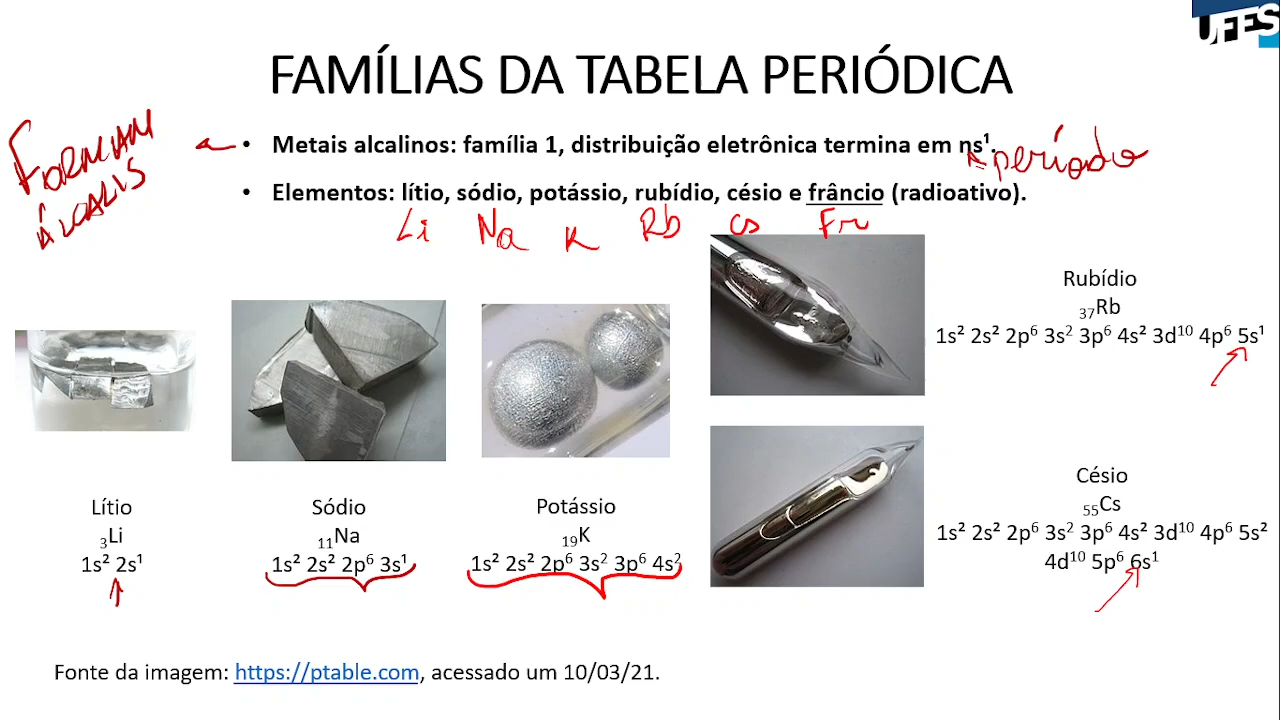 UFES
FAMÍLIAS DA TABELA PERIÓDICA
FORMAM
ÁLCALIS
• Metais alcalinos: família 1, distribuição eletrônica termina em ns¹.
período
• Elementos: lítio, sódio, potássio, rubídio, césio e frâncio (radioativo).
Li Na K Rb Cs Fr
Rubídio
₃₇Rb
1s² 2s² 2p⁶ 3s² 3p⁶ 4s² 3d¹⁰ 4p⁶ 5s¹
Lítio
₃Li
1s² 2s¹
Sódio
₁₁Na
1s² 2s² 2p⁶ 3s¹
Potássio
₁₉K
1s² 2s² 2p⁶ 3s² 3p⁶ 4s²
Césio
₅₅Cs
1s² 2s² 2p⁶ 3s² 3p⁶ 4s² 3d¹⁰ 4p⁶ 5s²
4d¹⁰ 5p⁶ 6s¹
Fonte da imagem: https://ptable.com, acessado um 10/03/21.